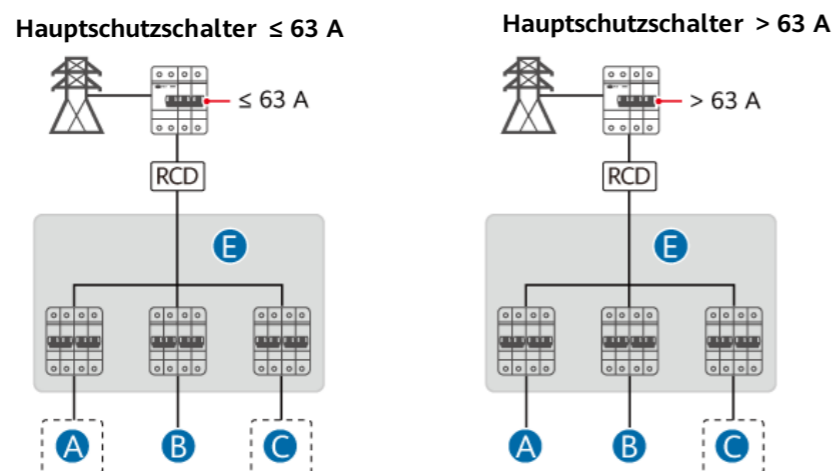 Hauptschutzschalter ≤ 63 A
≤ 63 A
RCD
E
A
B
C
Hauptschutzschalter > 63 A
> 63 A
RCD
E
A
B
C